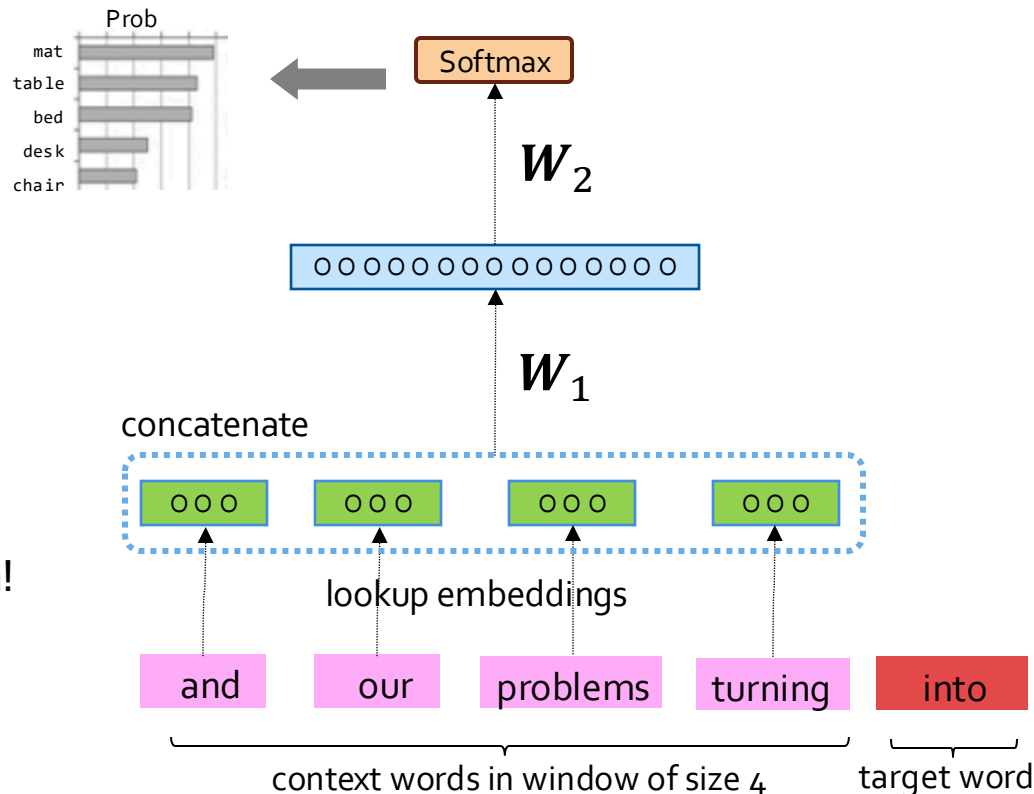 Prob
mat
table
bed
desk
chair
Softmax
W₂
O O O O O O O O O O O O O O O
W₁
concatenate
O O O O O O O O O O O O
!
lookup embeddings
and our problems turning into
context words in window of size 4 target word